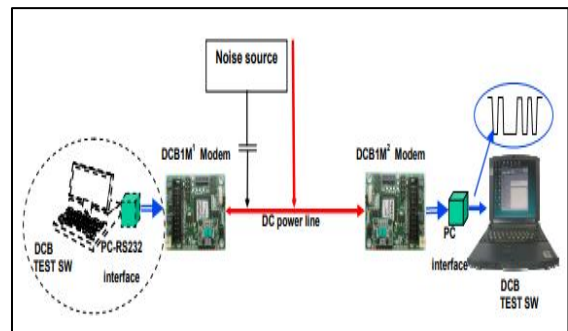 Noise source
DCB1M¹ Modem
DCB1M² Modem
DC power line
PC-RS232
interface
DCB
TEST SW
PC
interface
DCB
TEST SW